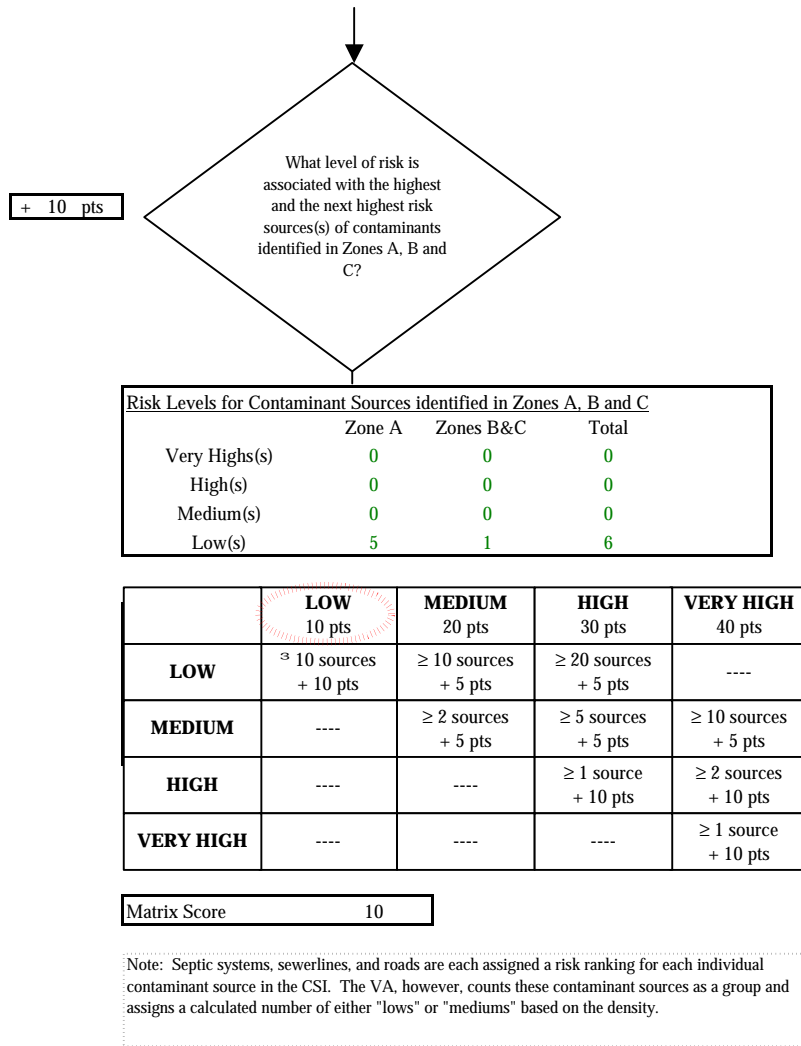 What level of risk is
associated with the highest
and the next highest risk
sources(s) of contaminants
identified in Zones A, B and
C?
+ 10 pts
Risk Levels for Contaminant Sources identified in Zones A, B and C
Zone A Zones B&C Total
Very Highs(s) 0 0 0
High(s) 0 0 0
Medium(s) 0 0 0
Low(s) 5 1 6
LOW MEDIUM HIGH VERY HIGH
10 pts 20 pts 30 pts 40 pts
LOW ³ 10 sources ≥ 10 sources ≥ 20 sources ----
+ 10 pts + 5 pts + 5 pts
MEDIUM ---- ≥ 2 sources ≥ 5 sources ≥ 10 sources
+ 5 pts + 5 pts + 5 pts
HIGH ---- ---- ≥ 1 source ≥ 2 sources
+ 10 pts + 10 pts
VERY HIGH ---- ---- ---- ≥ 1 source
+ 10 pts
Matrix Score 10
Note: Septic systems, sewerlines, and roads are each assigned a risk ranking for each individual
contaminant source in the CSI. The VA, however, counts these contaminant sources as a group and
assigns a calculated number of either "lows" or "mediums" based on the density.